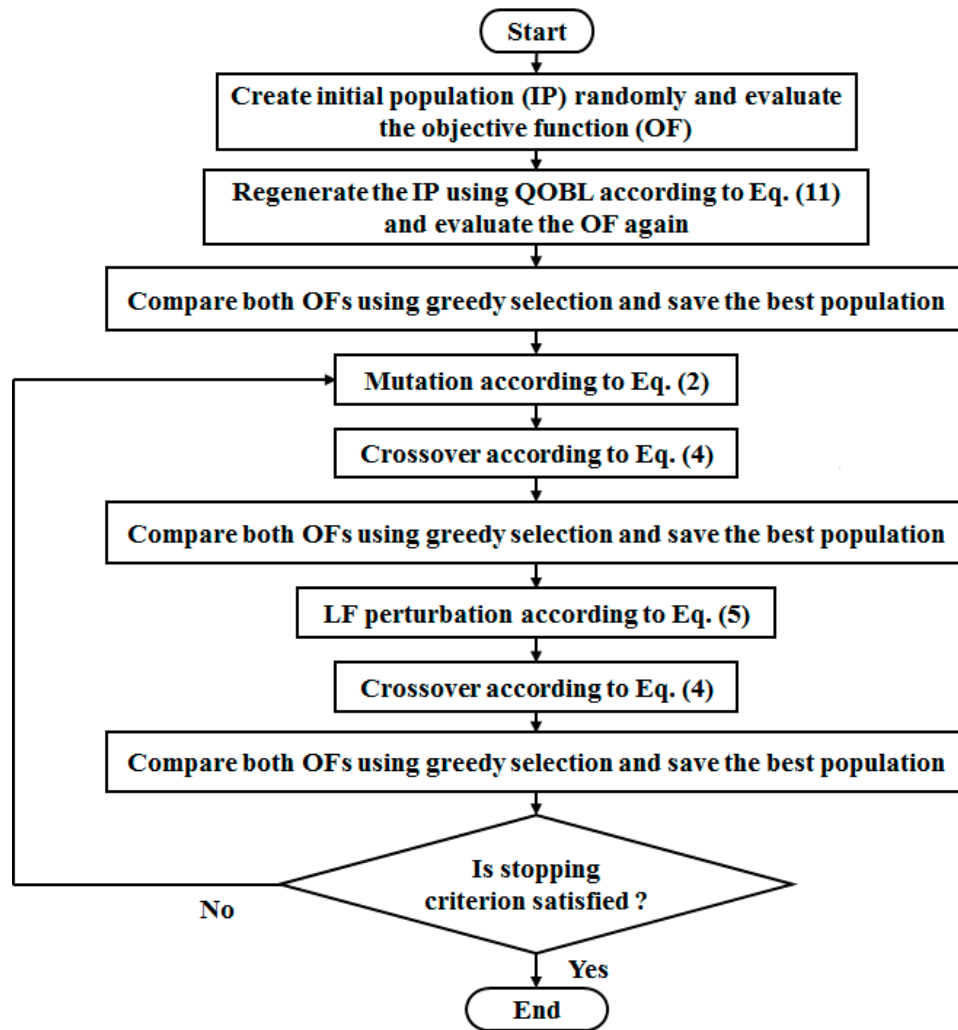 Start
Create initial population (IP) randomly and evaluate
the objective function (OF)
Regenerate the IP using QOBL according to Eq. (11)
and evaluate the OF again
Compare both OFs using greedy selection and save the best population
Mutation according to Eq. (2)
Crossover according to Eq. (4)
Compare both OFs using greedy selection and save the best population
LF perturbation according to Eq. (5)
Crossover according to Eq. (4)
Compare both OFs using greedy selection and save the best population
Is stopping
criterion satisfied ?
No
Yes
End